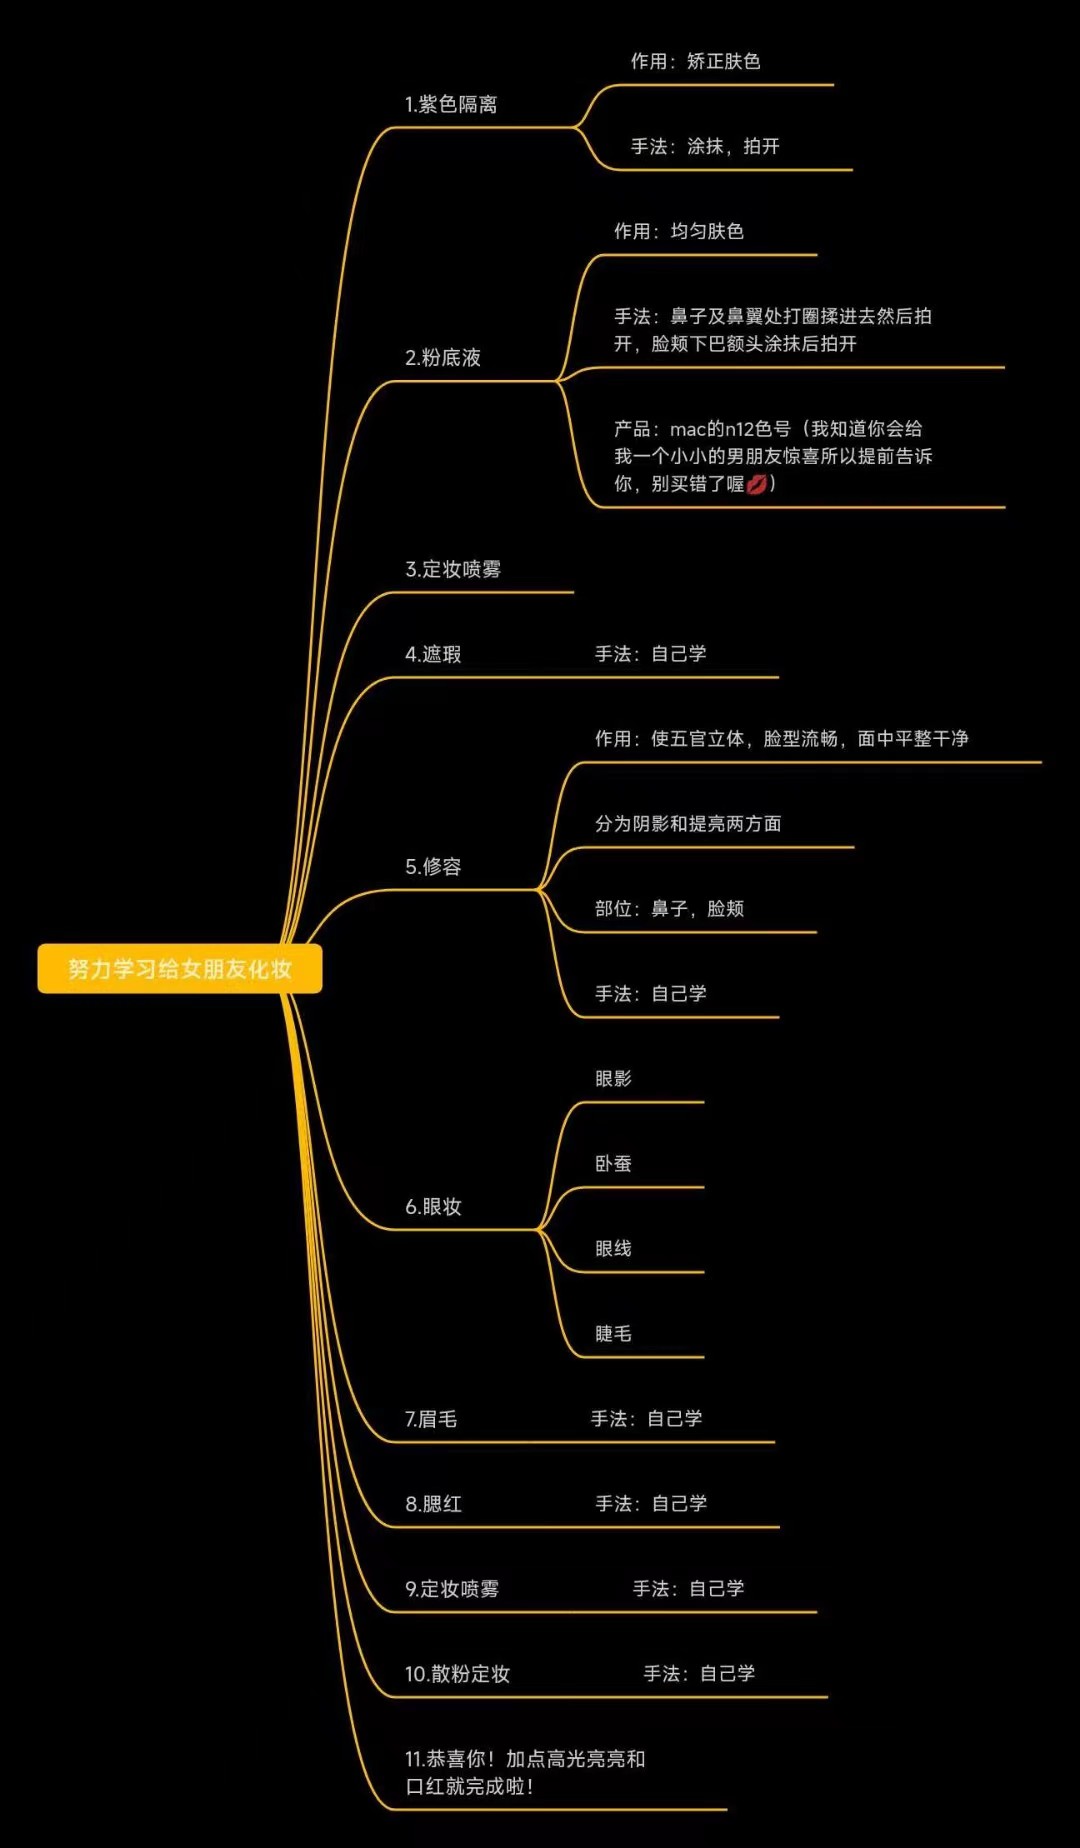 努力学习给女朋友化妆
1.紫色隔离
作用：矫正肤色
手法：涂抹，拍开
2.粉底液
作用：均匀肤色
手法：鼻子及鼻翼处打圈揉进去然后拍
开，脸颊下巴额头涂抹后拍开
产品：mac的n12色号（我知道你会给
我一个小小的男朋友惊喜所以提前告诉
你，别买错了喔💋）
3.定妆喷雾
4.遮瑕
手法：自己学
5.修容
作用：使五官立体，脸型流畅，面中平整干净
分为阴影和提亮两方面
部位：鼻子，脸颊
手法：自己学
6.眼妆
眼影
卧蚕
眼线
睫毛
7.眉毛
手法：自己学
8.腮红
手法：自己学
9.定妆喷雾
手法：自己学
10.散粉定妆
手法：自己学
11.恭喜你！加点高光亮亮和
口红就完成啦！